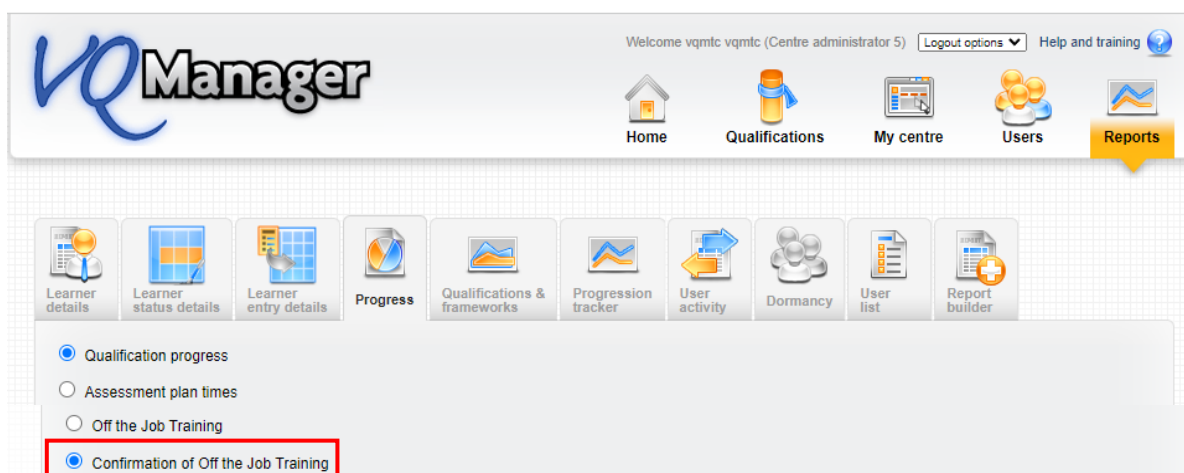 VQManager
Welcome vqmtc vqmtc (Centre administrator 5) Logout options Help and training ?
Home Qualifications My centre Users Reports
Learner details
Learner status details
Learner entry details
Progress
Qualifications & frameworks
Progression tracker
User activity
Dormancy
User list
Report builder
Qualification progress
Assessment plan times
Off the Job Training
Confirmation of Off the Job Training